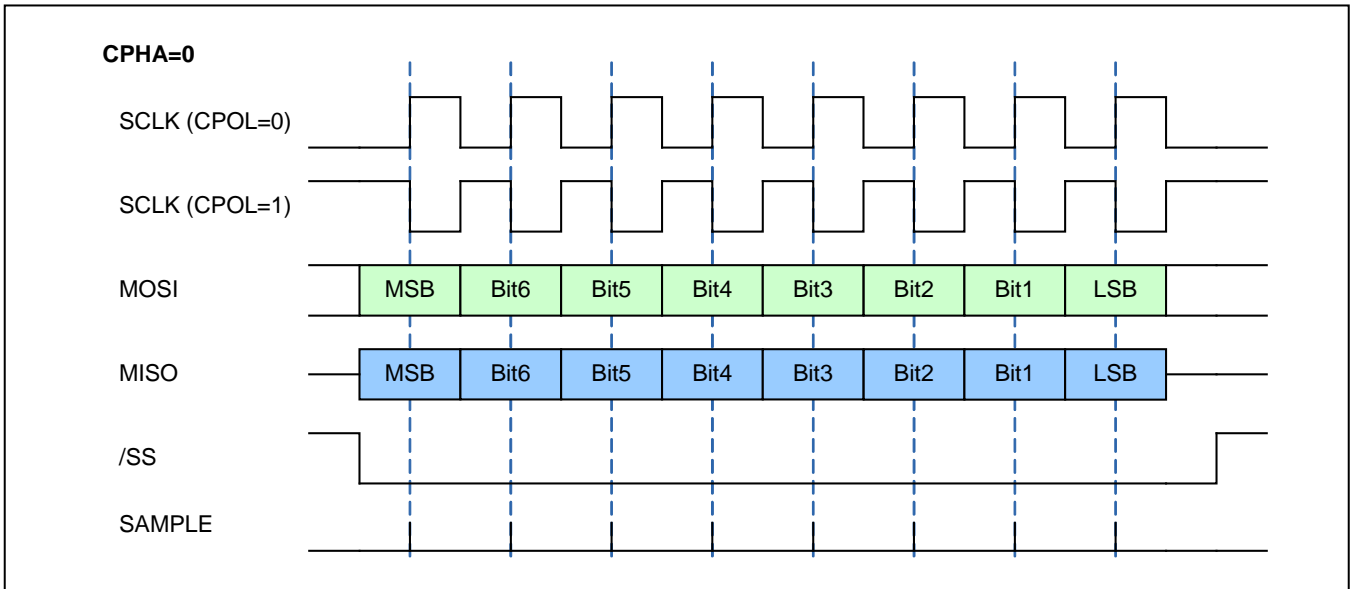 CPHA=0
SCLK (CPOL=0)
SCLK (CPOL=1)
MOSI MSB Bit6 Bit5 Bit4 Bit3 Bit2 Bit1 LSB
MISO MSB Bit6 Bit5 Bit4 Bit3 Bit2 Bit1 LSB
/SS
SAMPLE